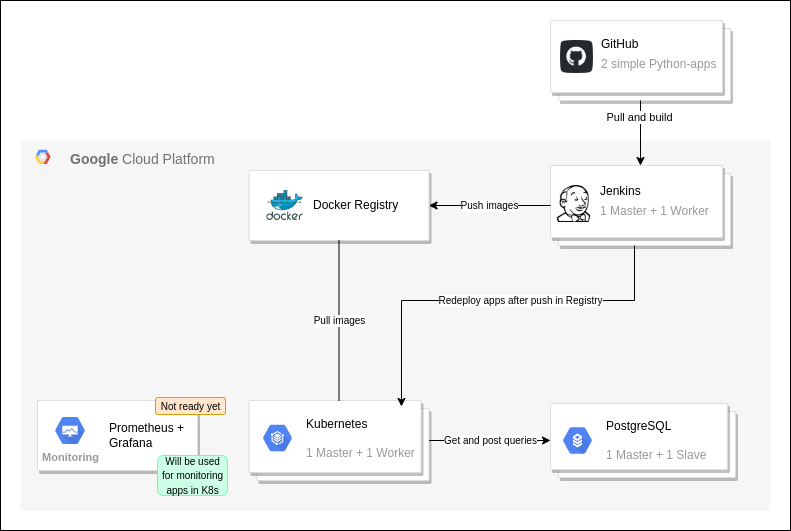 GitHub
2 simple Python-apps
Pull and build
Google Cloud Platform
Jenkins
1 Master + 1 Worker
docker
Docker Registry
Push images
Redeploy apps after push in Registry
Pull images
Not ready yet
Prometheus +
Grafana
Monitoring
Will be used
for monitoring
apps in K8s
Kubernetes
1 Master + 1 Worker
Get and post queries
PostgreSQL
1 Master + 1 Slave